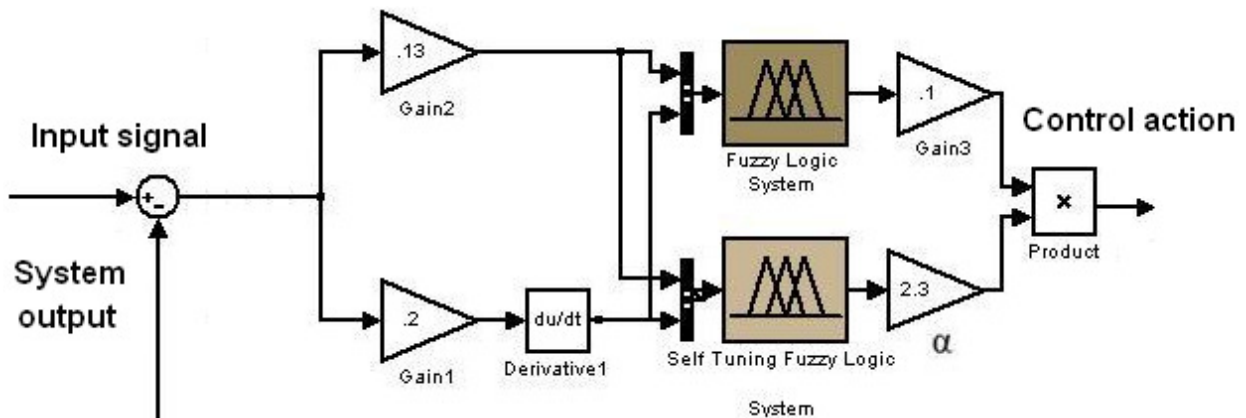 .13
Gain2
Input signal
+-
System
output
.2
Gain1
du/dt
Derivative1
Fuzzy Logic
System
.1
Gain3
Control action
×
Product
Self Tuning Fuzzy Logic
System
2.3
α